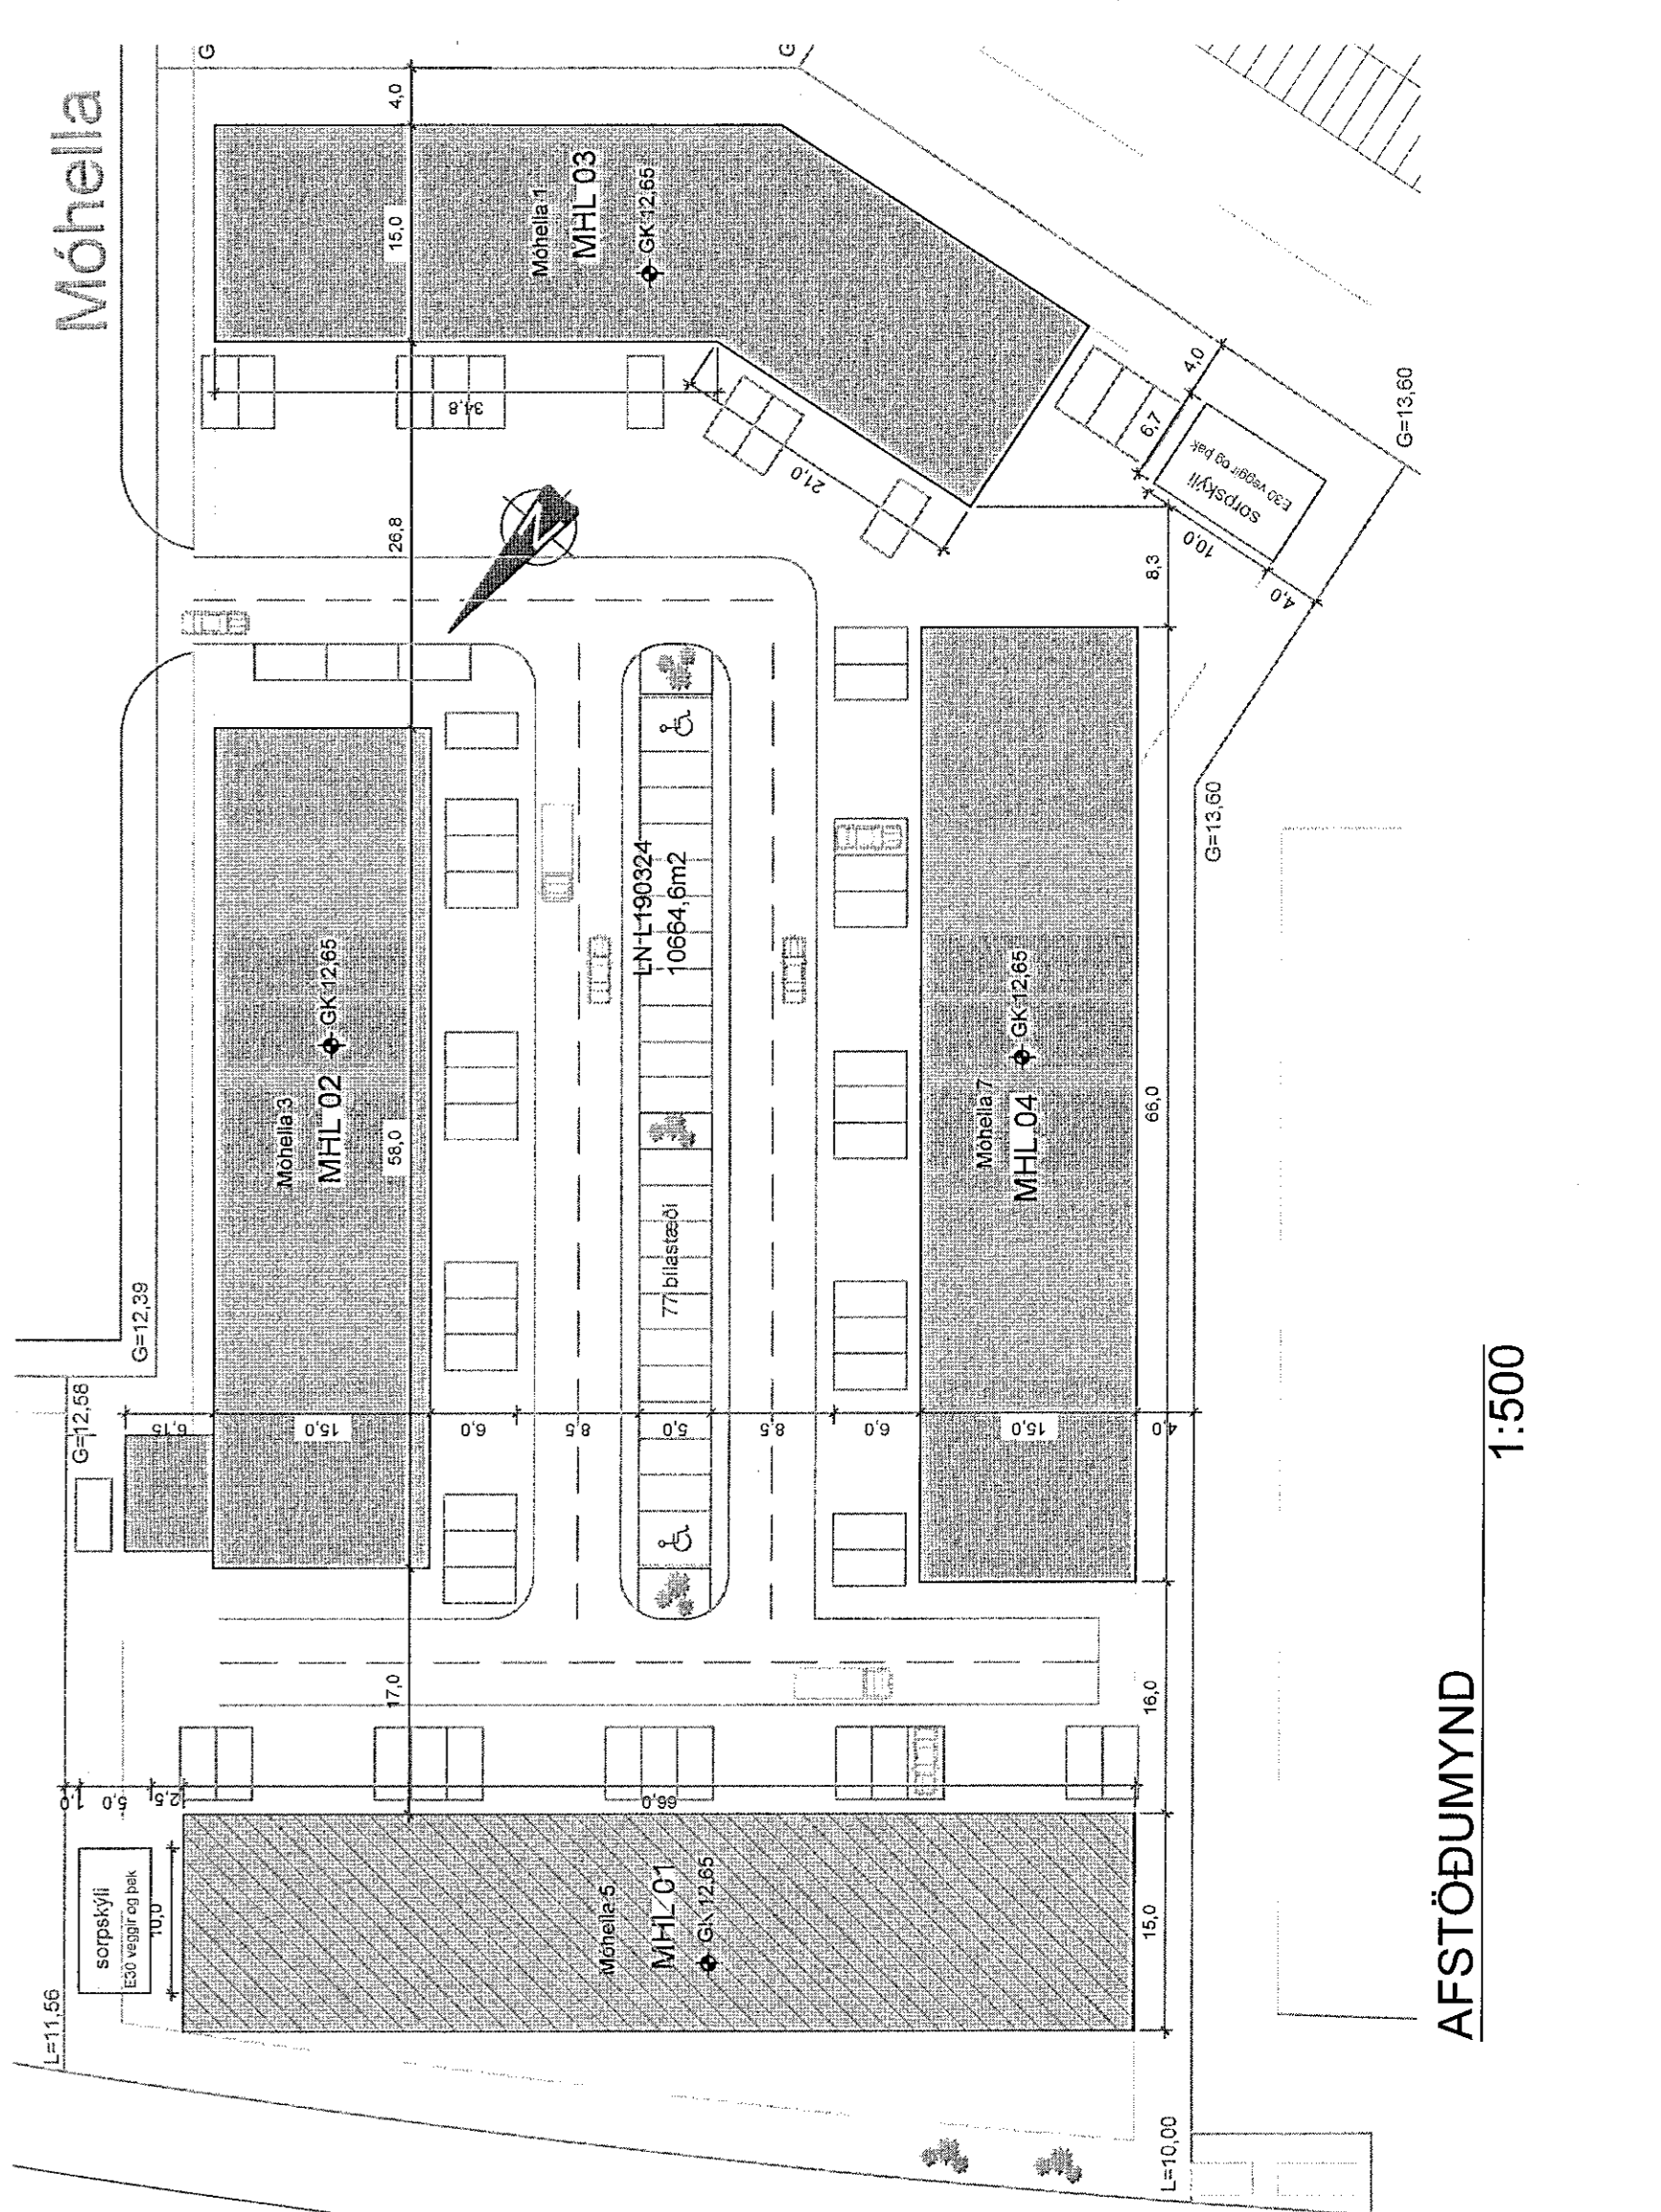 Móhella
G
G
4,0
15,0
Móhella 1
MHL 03
GK 12,65
34,8
21,0
26,8
4,0
6,7
sorpskýli
E30 veggir og þak
10,0
4,0
8,3
G=13,60
G=13,60
Móhella 3
MHL 02
GK 12,65
58,0
LN-L190324
10664,6m2
77 bílastæði
Móhella 7
MHL 04
GK 12,65
66,0
G=12,39
G=12,58
6,15
15,0
6,0
8,5
5,0
8,5
6,0
15,0
4,0
17,0
16,0
1,0
5,0
2,5
66,0
sorpskýli
E30 veggir og þak
10,0
Móhella 5
MHL 01
GK 12,65
15,0
L=11,56
L=10,00
AFSTÖÐUMYND
1:500